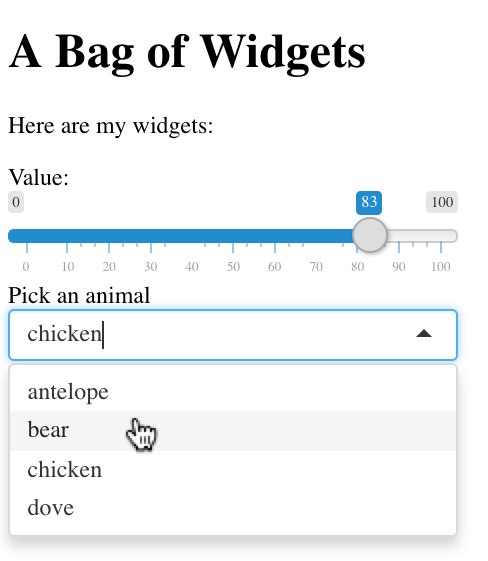 A Bag of Widgets
Here are my widgets:
Value:
0 83 100
0 10 20 30 40 50 60 70 80 90 100
Pick an animal
chicken
antelope
bear
chicken
dove